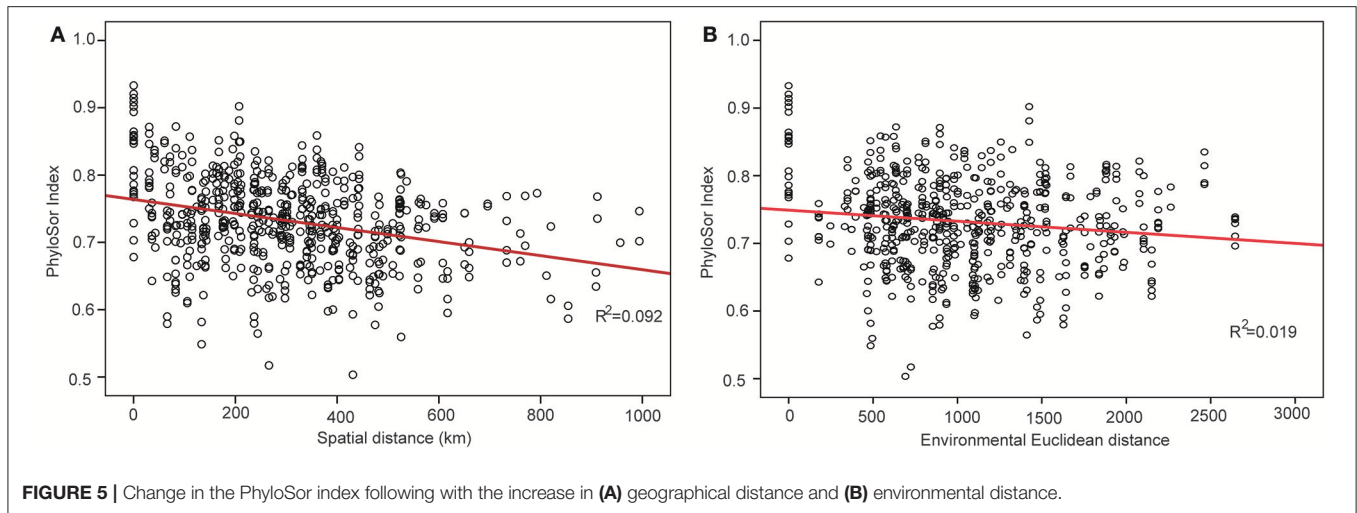 A
PhyloSor Index
1.0
0.9
0.8
0.7
0.6
0.5
R²=0.092
0 200 400 600 800 1000
Spatial distance (km)
B
PhyloSor Index
1.0
0.9
0.8
0.7
0.6
0.5
R²=0.019
0 500 1000 1500 2000 2500 3000
Environmental Euclidean distance
FIGURE 5 | Change in the PhyloSor index following with the increase in (A) geographical distance and (B) environmental distance.